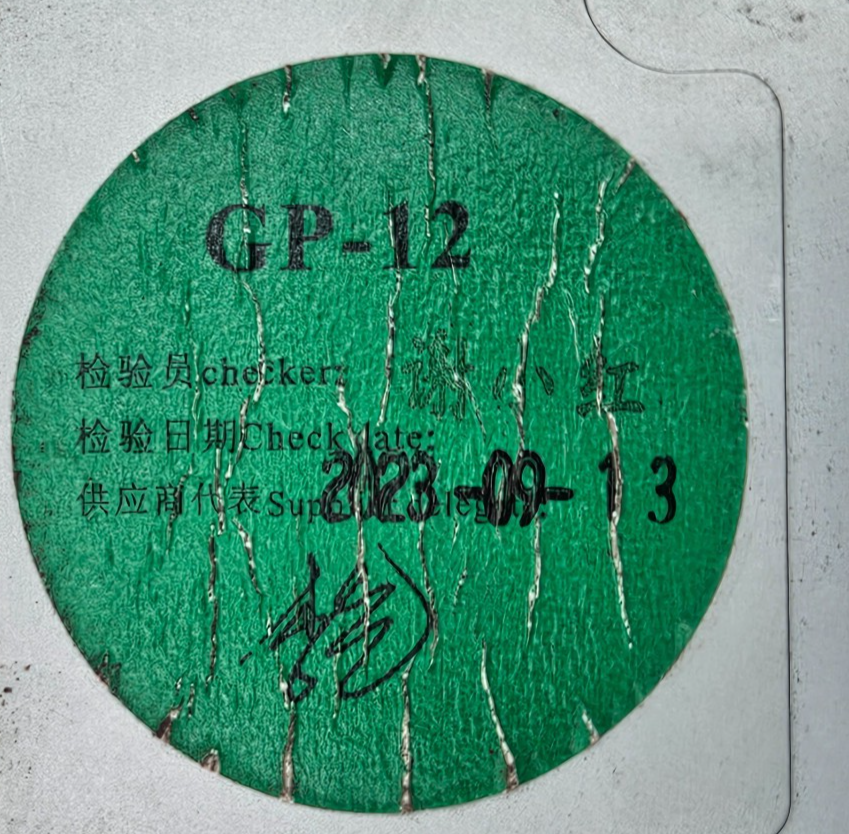 GP-12
检验员checker: 谢小红
检验日期Check date:
2023-09-13
供应商代表Supplier delegate: